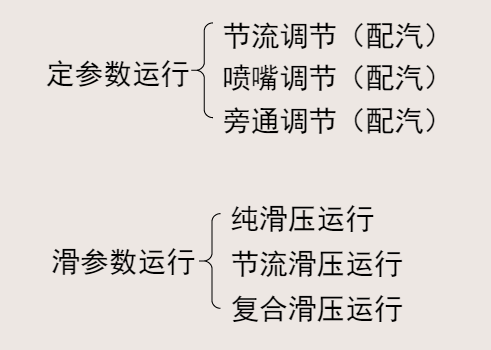 节流调节（配汽）
定参数运行
喷嘴调节（配汽）
旁通调节（配汽）
纯滑压运行
滑参数运行
节流滑压运行
复合滑压运行